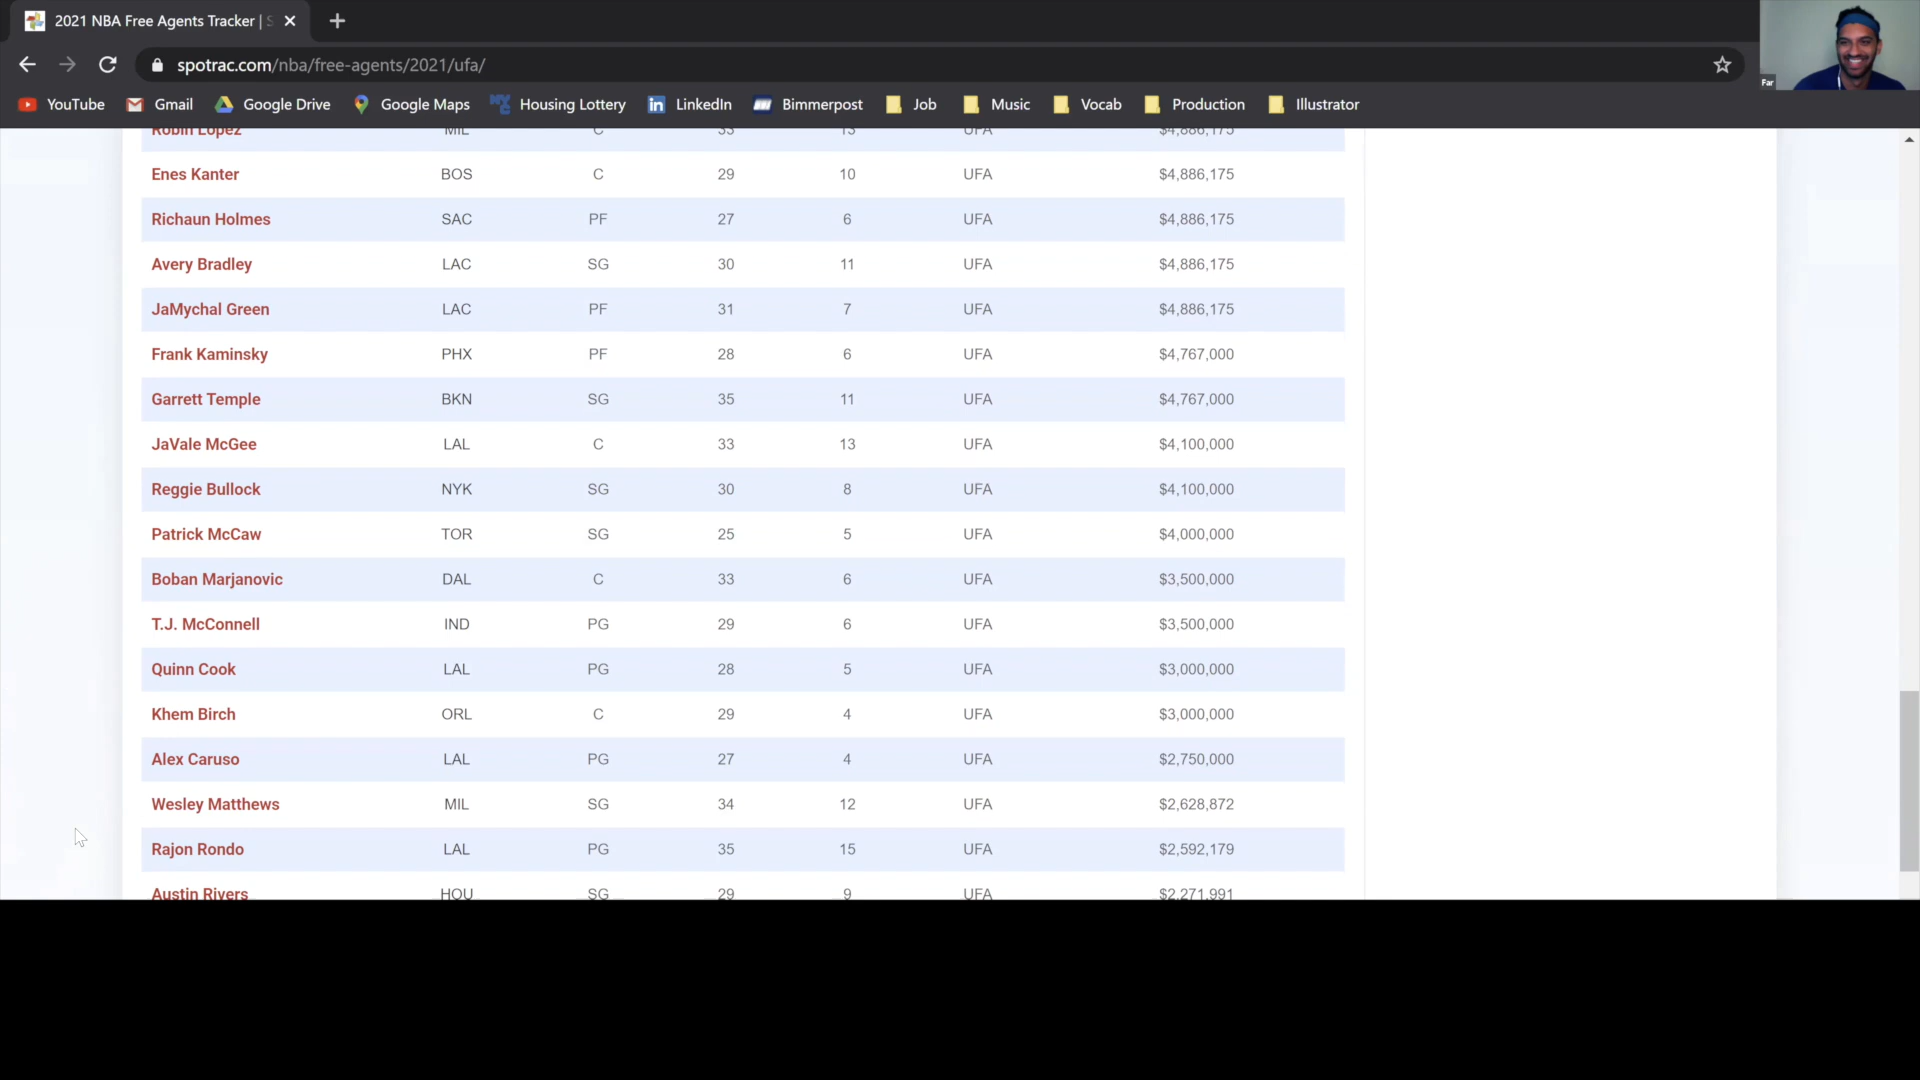 2021 NBA Free Agents Tracker | S
spotrac.com/nba/free-agents/2021/ufa/
YouTube Gmail Google Drive Google Maps Housing Lottery LinkedIn Bimmerpost Job Music Vocab Production Illustrator
Far
Robin Lopez MIL C 33 13 UFA $4,886,175
Enes Kanter BOS C 29 10 UFA $4,886,175
Richaun Holmes SAC PF 27 6 UFA $4,886,175
Avery Bradley LAC SG 30 11 UFA $4,886,175
JaMychal Green LAC PF 31 7 UFA $4,886,175
Frank Kaminsky PHX PF 28 6 UFA $4,767,000
Garrett Temple BKN SG 35 11 UFA $4,767,000
JaVale McGee LAL C 33 13 UFA $4,100,000
Reggie Bullock NYK SG 30 8 UFA $4,100,000
Patrick McCaw TOR SG 25 5 UFA $4,000,000
Boban Marjanovic DAL C 33 6 UFA $3,500,000
T.J. McConnell IND PG 29 6 UFA $3,500,000
Quinn Cook LAL PG 28 5 UFA $3,000,000
Khem Birch ORL C 29 4 UFA $3,000,000
Alex Caruso LAL PG 27 4 UFA $2,750,000
Wesley Matthews MIL SG 34 12 UFA $2,628,872
Rajon Rondo LAL PG 35 15 UFA $2,592,179
Austin Rivers HOU SG 29 9 UFA $2,271,991